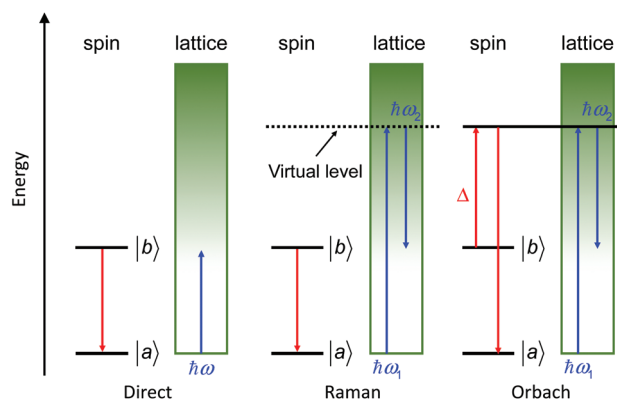 spin lattice spin lattice spin lattice
ħω₂ ħω₂
Virtual level
Δ
|b⟩ |b⟩ |b⟩
|a⟩ |a⟩ |a⟩
ħω ħω₁ ħω₁
Direct Raman Orbach
Energy